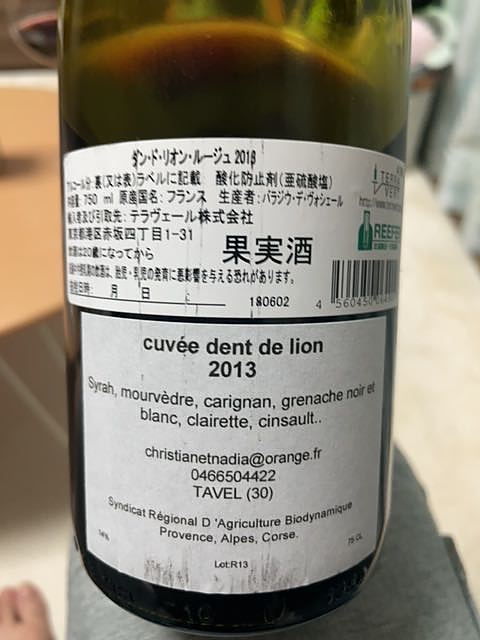 ダン・ド・リオン・ルージュ 2013
アルコール分:裏(又は表)ラベルに記載 酸化防止剤(亜硫酸塩)
内容量:750 ml 原産国名:フランス 生産者:パラジウ・デ・ヴォシェール
輸入者及び引取先:テラヴェール株式会社
東京都港区赤坂四丁目1-31
飲酒は20歳になってから
妊娠中や授乳期の飲酒は、胎児・乳児の発育に悪影響を与える恐れがあります。
果実酒
月 日
180602
TERRA VERT
REEFER
4 560450
cuvée dent de lion
2013
Syrah, mourvèdre, carignan, grenache noir et
blanc, clairette, cinsault..
christianetnadia@orange.fr
0466504422
TAVEL (30)
Syndicat Régional D 'Agriculture Biodynamique
Provence, Alpes, Corse.
14%
75 CL
Lot:R13